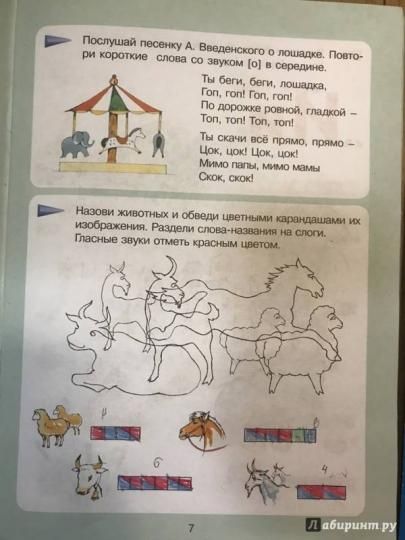 Послушай песенку А. Введенского о лошадке. Повто-
ри короткие слова со звуком [о] в середине.
Ты беги, беги, лошадка,
Гоп, гоп! Гоп, гоп!
По дорожке ровной, гладкой –
Топ, топ! Топ, топ!
Ты скачи всё прямо, прямо –
Цок, цок! Цок, цок!
Мимо папы, мимо мамы
Скок, скок!
Назови животных и обведи цветными карандашами их
изображения. Раздели слова-названия на слоги.
Гласные звуки отметь красным цветом.
6
4
7
Лабиринт.ру